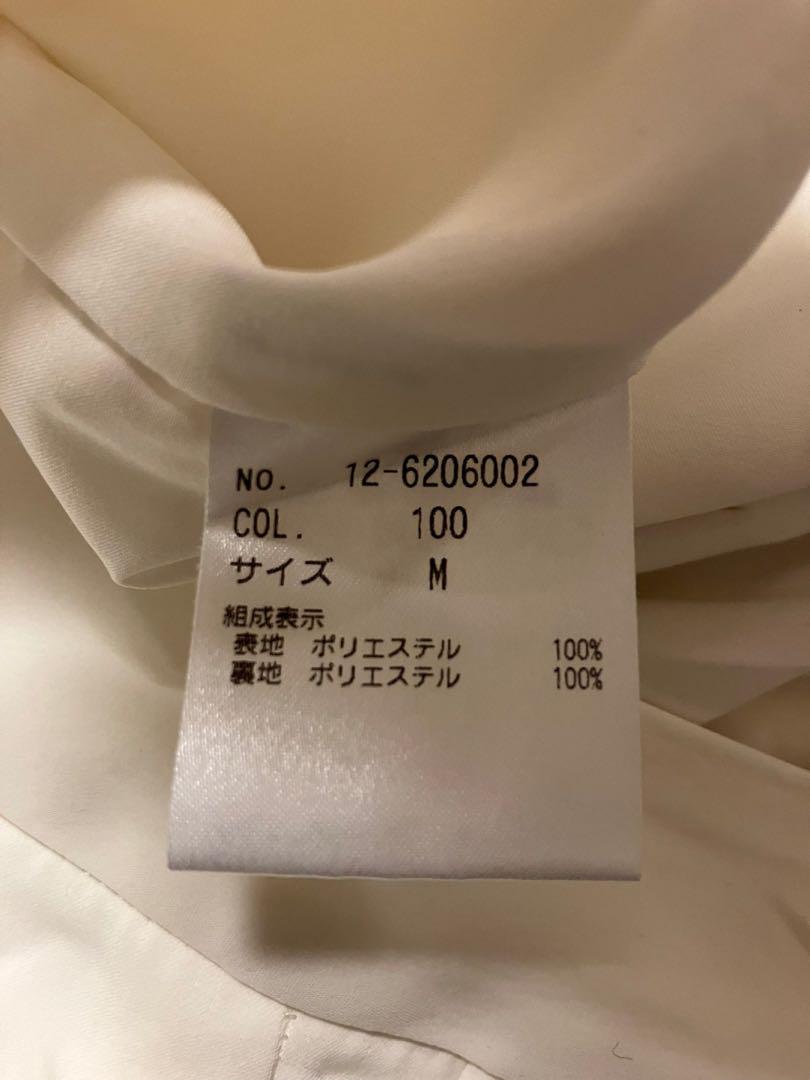 NO. 12-6206002
COL. 100
サイズ M
組成表示
表地 ポリエステル 100%
裏地 ポリエステル 100%